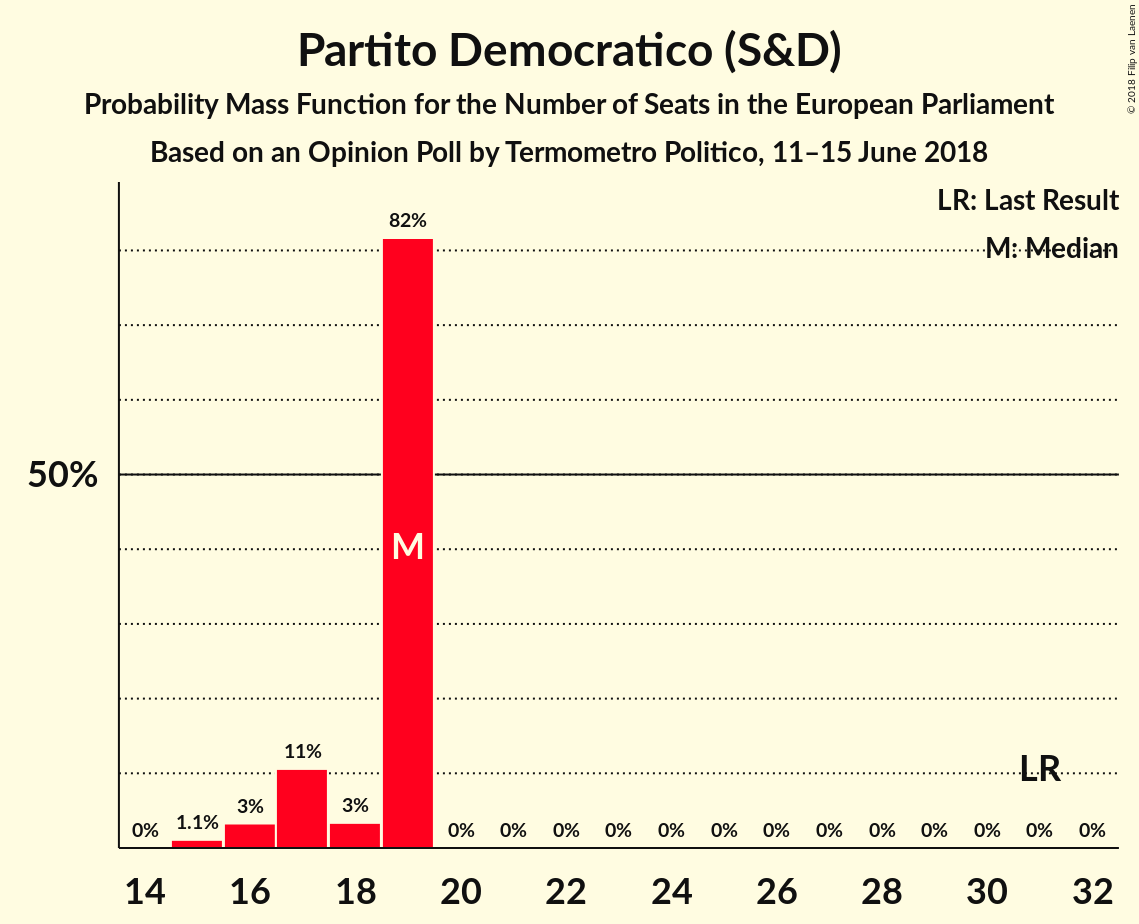 Partito Democratico (S&D)
Probability Mass Function for the Number of Seats in the European Parliament
Based on an Opinion Poll by Termometro Politico, 11–15 June 2018
© 2018 Filip van Laenen
LR: Last Result
M: Median
82%
50%
M
11%
LR
0% 1.1% 3% 3% 0% 0% 0% 0% 0% 0% 0% 0% 0% 0% 0% 0% 0%
14 16 18 20 22 24 26 28 30 32